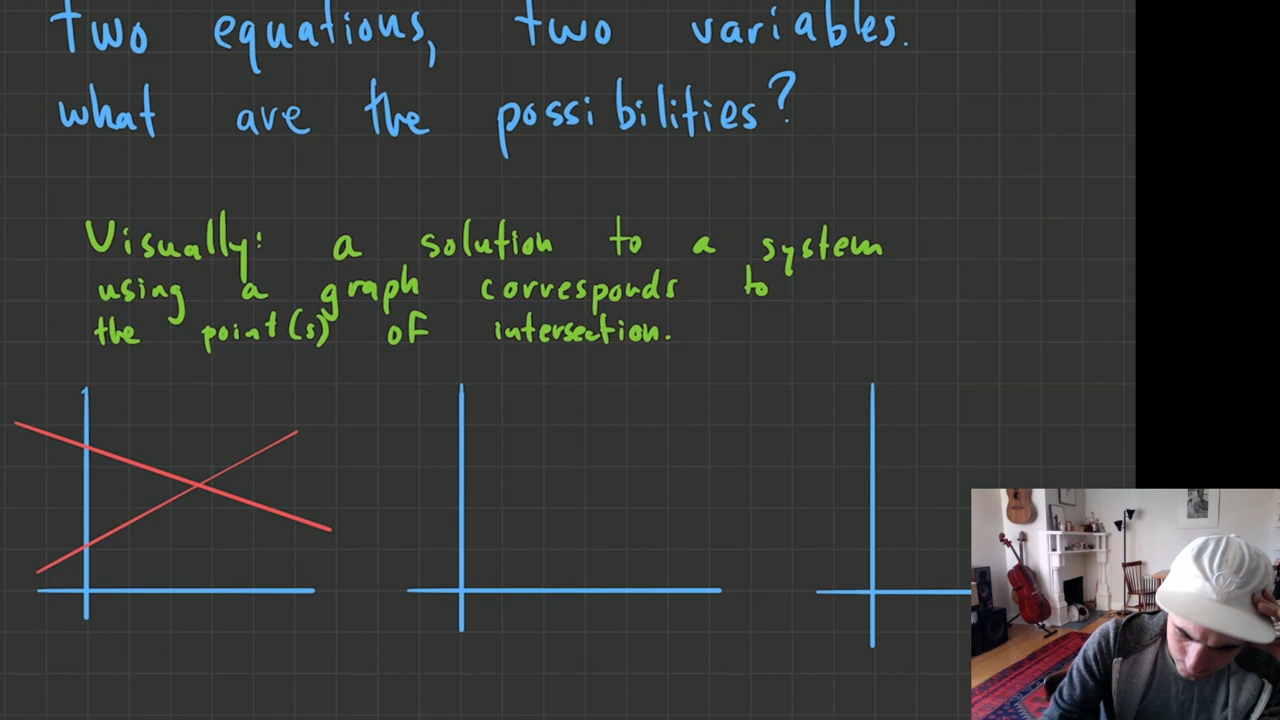 two equations, two variables.
what are the possibilities?
Visually: a solution to a system
using a graph corresponds to
the point(s) of intersection.